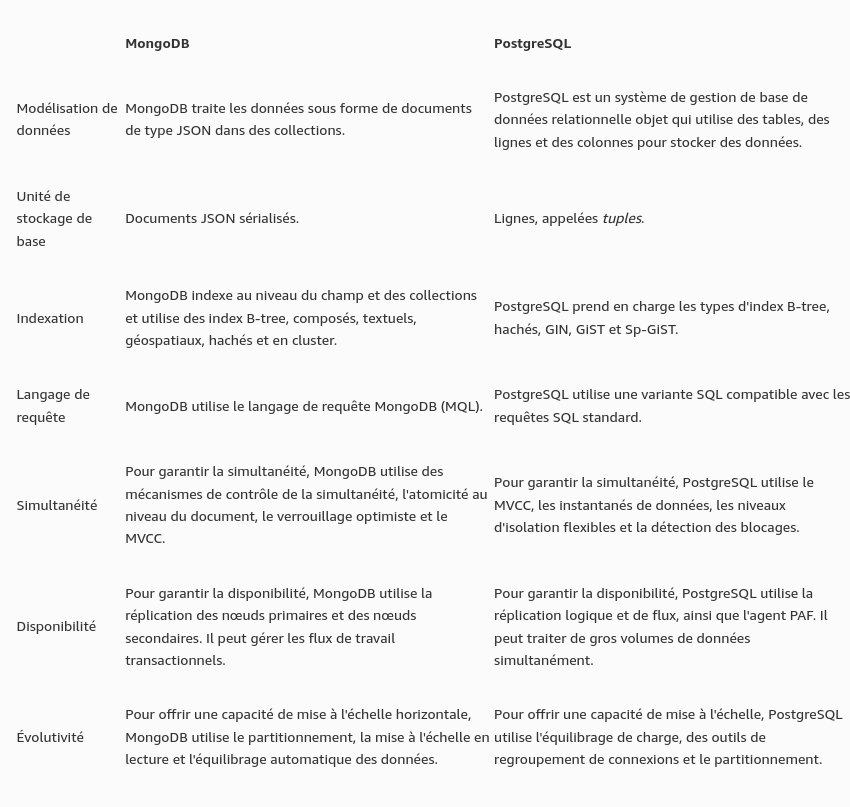 MongoDB
PostgreSQL
Modélisation de
données
MongoDB traite les données sous forme de documents
de type JSON dans des collections.
PostgreSQL est un système de gestion de base de
données relationnelle objet qui utilise des tables, des
lignes et des colonnes pour stocker des données.
Unité de
stockage de
base
Documents JSON sérialisés.
Lignes, appelées tuples.
Indexation
MongoDB indexe au niveau du champ et des collections
et utilise des index B-tree, composés, textuels,
géospatiaux, hachés et en cluster.
PostgreSQL prend en charge les types d'index B-tree,
hachés, GIN, GiST et Sp-GiST.
Langage de
requête
MongoDB utilise le langage de requête MongoDB (MQL).
PostgreSQL utilise une variante SQL compatible avec les
requêtes SQL standard.
Simultanéité
Pour garantir la simultanéité, MongoDB utilise des
mécanismes de contrôle de la simultanéité, l'atomicité au
niveau du document, le verrouillage optimiste et le
MVCC.
Pour garantir la simultanéité, PostgreSQL utilise le
MVCC, les instantanés de données, les niveaux
d'isolation flexibles et la détection des blocages.
Disponibilité
Pour garantir la disponibilité, MongoDB utilise la
réplication des nœuds primaires et des nœuds
secondaires. Il peut gérer les flux de travail
transactionnels.
Pour garantir la disponibilité, PostgreSQL utilise la
réplication logique et de flux, ainsi que l'agent PAF. Il
peut traiter de gros volumes de données
simultanément.
Évolutivité
Pour offrir une capacité de mise à l'échelle horizontale,
MongoDB utilise le partitionnement, la mise à l'échelle en
lecture et l'équilibrage automatique des données.
Pour offrir une capacité de mise à l'échelle, PostgreSQL
utilise l'équilibrage de charge, des outils de
regroupement de connexions et le partitionnement.